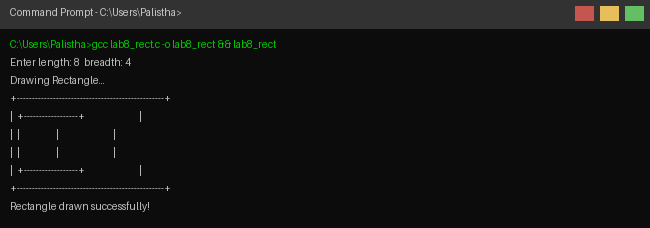 Command Prompt - C:\Users\Palistha>
C:\Users\Palistha>gcc lab8_rect.c -o lab8_rect && lab8_rect
Enter length: 8  breadth: 4
Drawing Rectangle...
+--------------------------------------------------+
|  +-------------------+                    |
| |             |                    |
| |             |                    |
|  +-------------------+                    |
+--------------------------------------------------+
Rectangle drawn successfully!